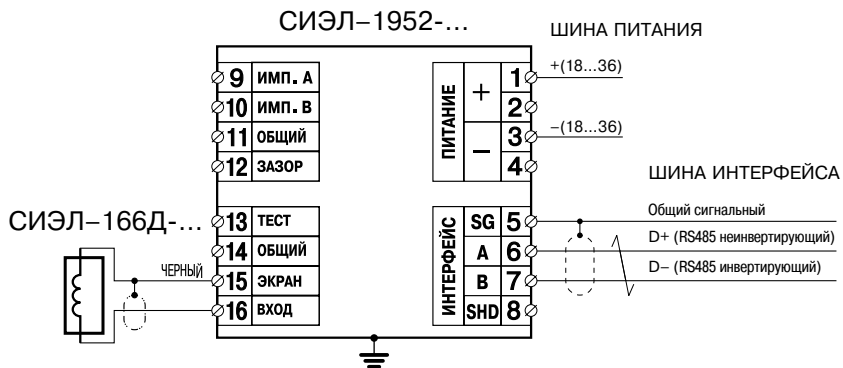 СИЭЛ–1952-...
ШИНА ПИТАНИЯ
9 ИМП. А
10 ИМП. В
11 ОБЩИЙ
12 ЗАЗОР
ПИТАНИЕ
+
–
1
2
3
4
+(18...36)
–(18...36)
ШИНА ИНТЕРФЕЙСА
СИЭЛ–166Д-...
ЧЕРНЫЙ
13 ТЕСТ
14 ОБЩИЙ
15 ЭКРАН
16 ВХОД
ИНТЕРФЕЙС
SG 5
A 6
B 7
SHD 8
Общий сигнальный
D+ (RS485 неинвертирующий)
D– (RS485 инвертирующий)